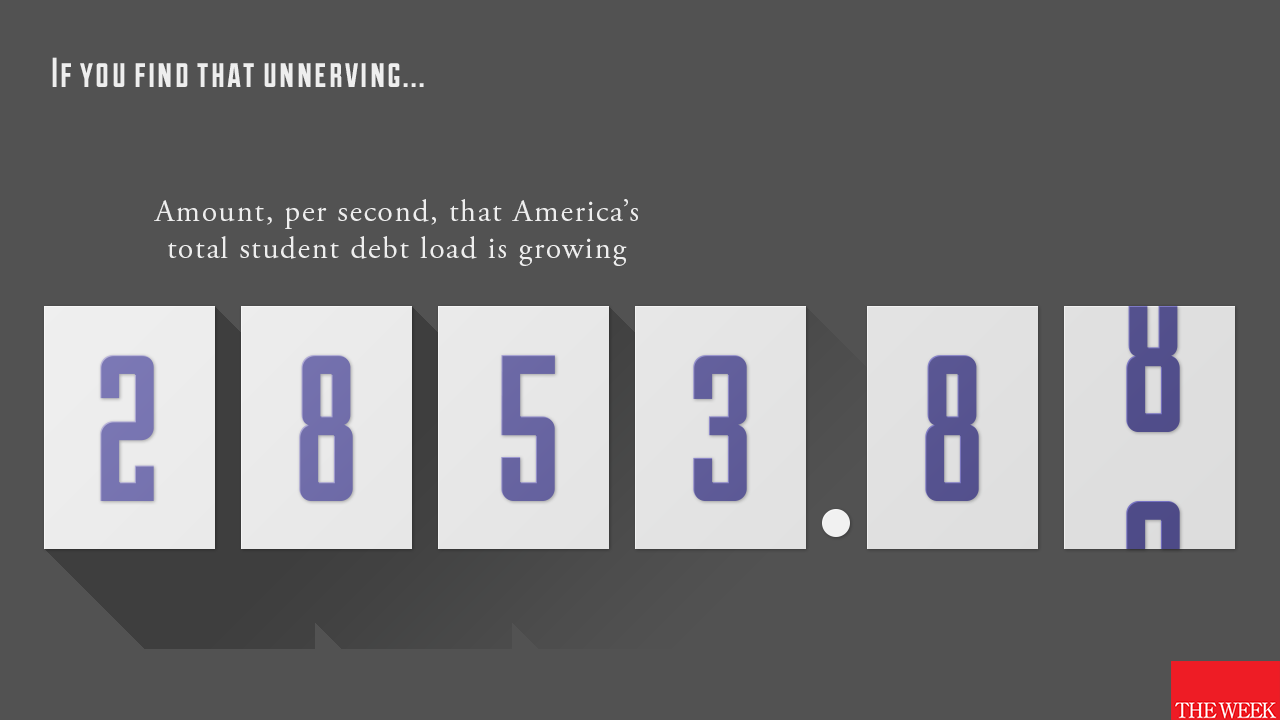 If you find that unnerving...
Amount, per second, that America’s
total student debt load is growing
2853.88
THE WEEK